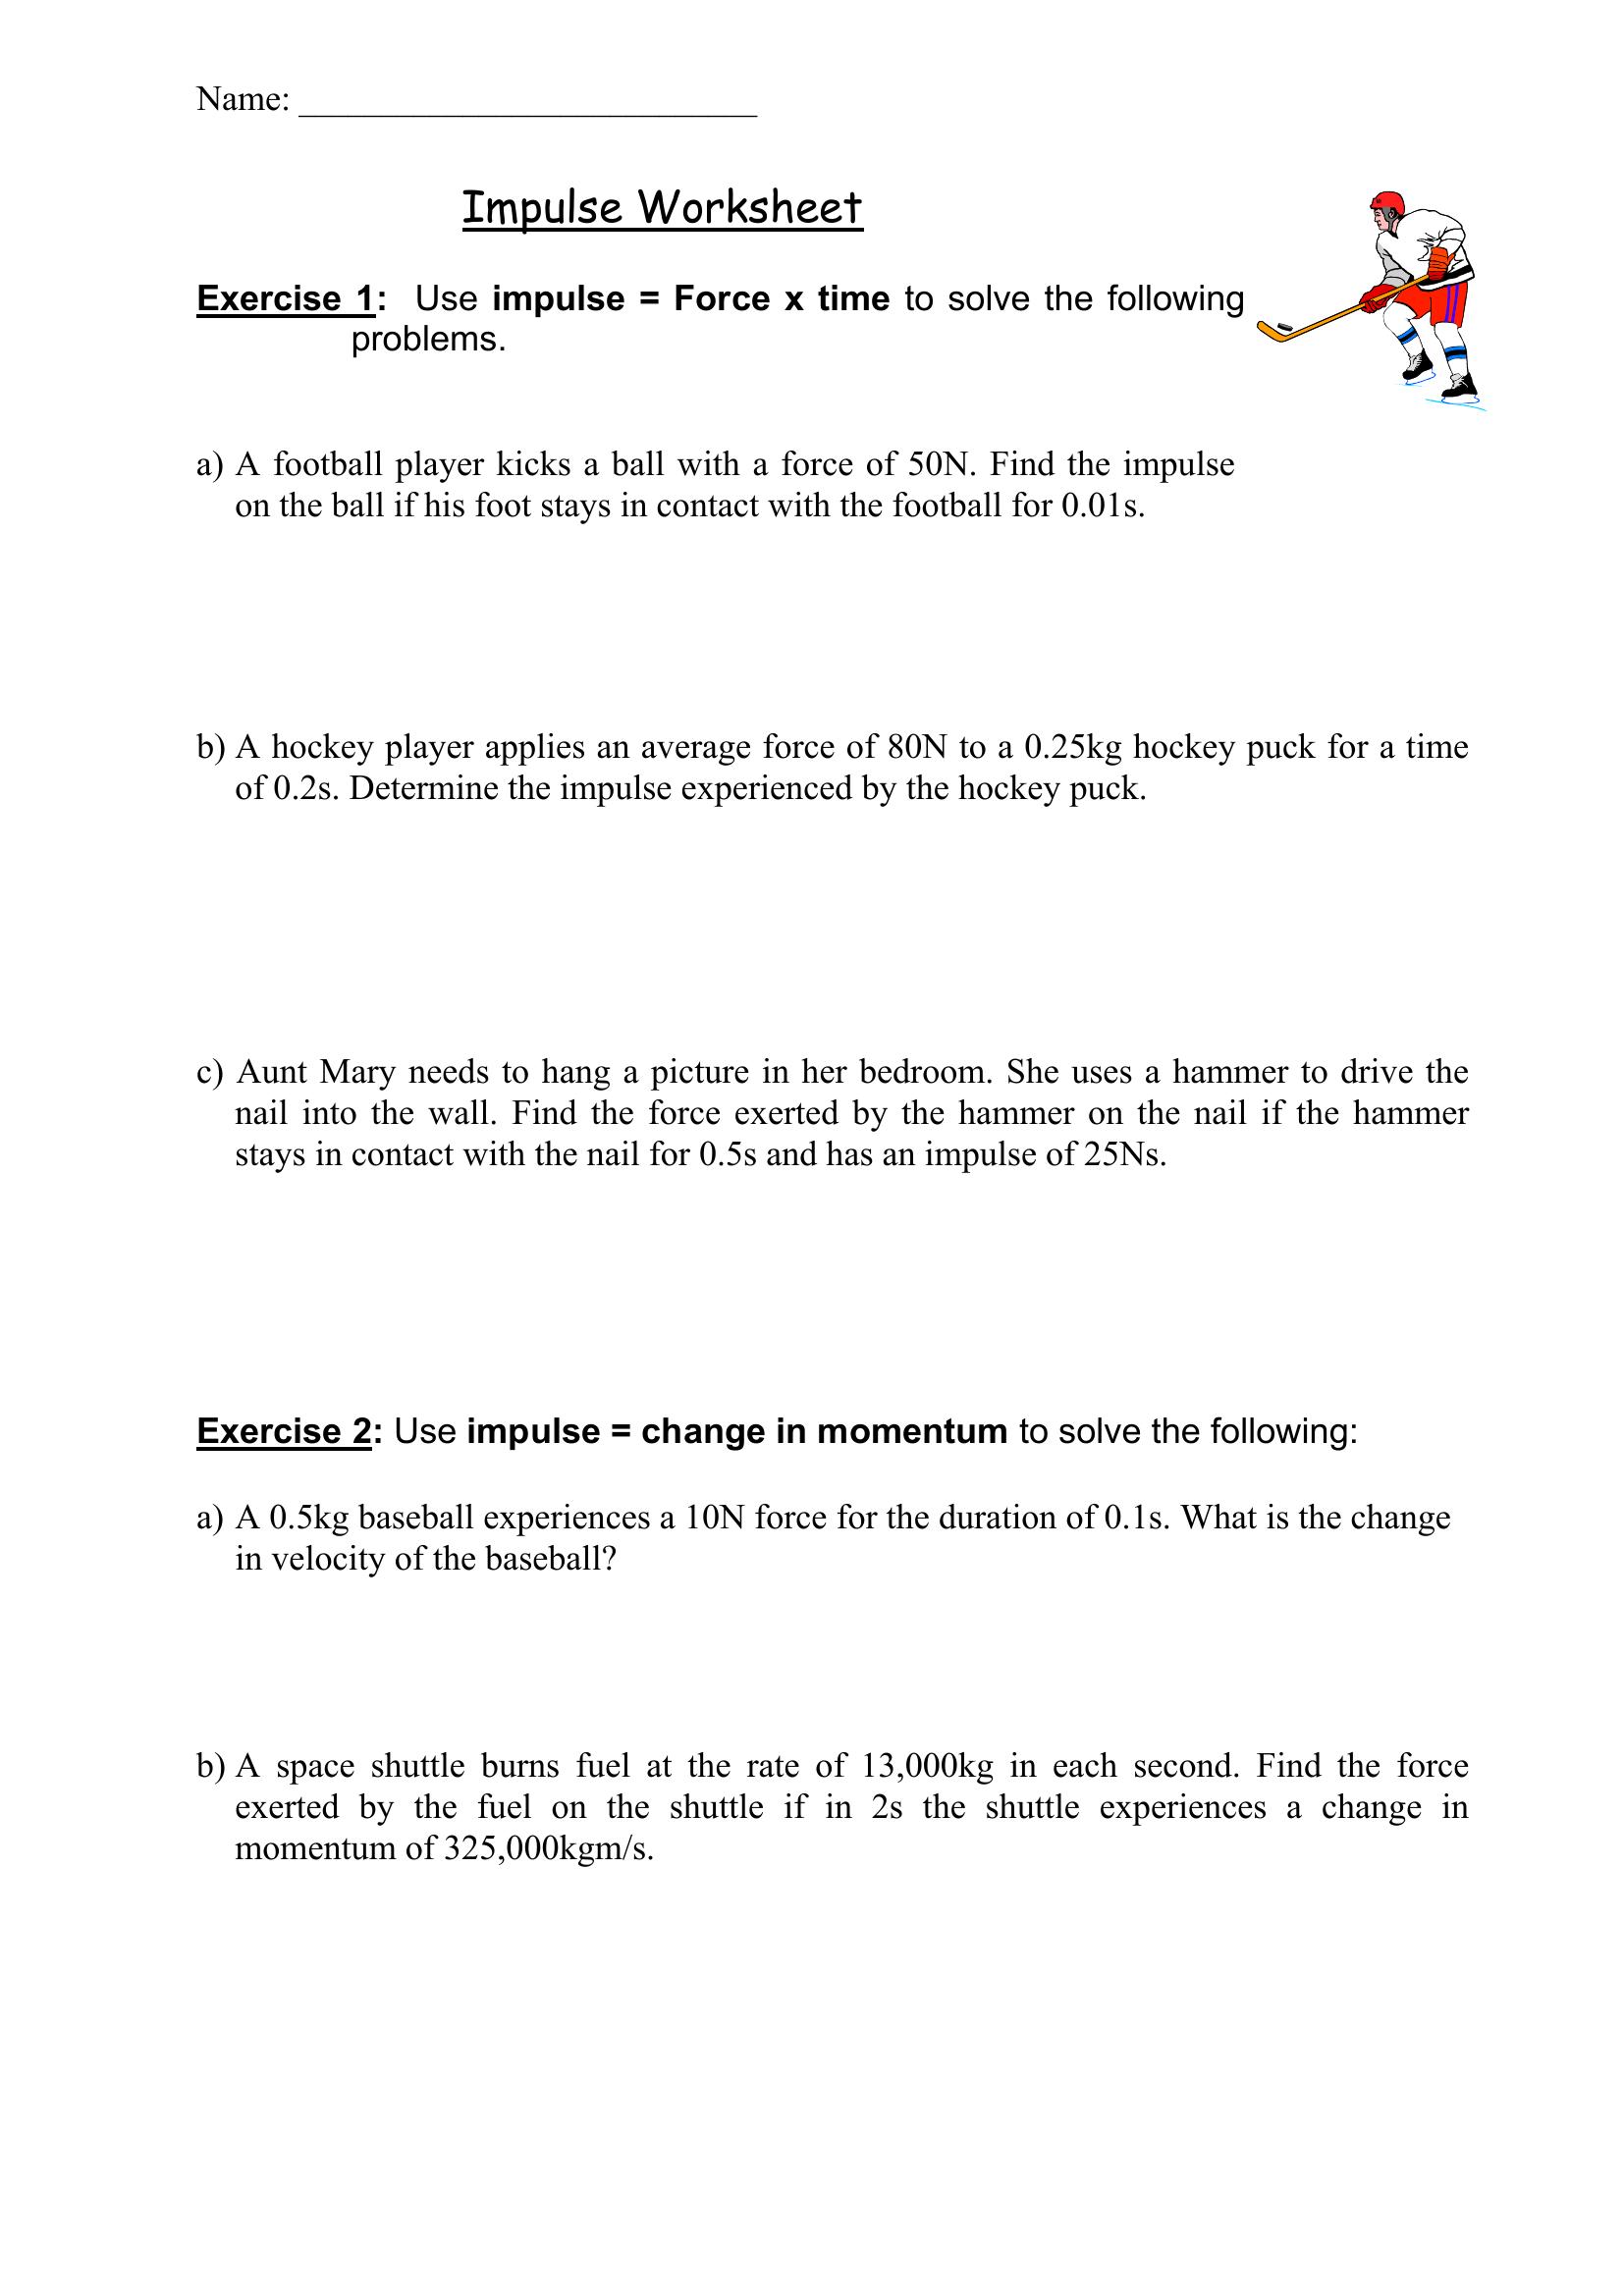 Name: ____________________________
Impulse Worksheet
Exercise 1: Use impulse = Force x time to solve the following
problems.
a) A football player kicks a ball with a force of 50N. Find the impulse
on the ball if his foot stays in contact with the football for 0.01s.
b) A hockey player applies an average force of 80N to a 0.25kg hockey puck for a time
of 0.2s. Determine the impulse experienced by the hockey puck.
c) Aunt Mary needs to hang a picture in her bedroom. She uses a hammer to drive the
nail into the wall. Find the force exerted by the hammer on the nail if the hammer
stays in contact with the nail for 0.5s and has an impulse of 25Ns.
Exercise 2: Use impulse = change in momentum to solve the following:
a) A 0.5kg baseball experiences a 10N force for the duration of 0.1s. What is the change
in velocity of the baseball?
b) A space shuttle burns fuel at the rate of 13,000kg in each second. Find the force
exerted by the fuel on the shuttle if in 2s the shuttle experiences a change in
momentum of 325,000kgm/s.